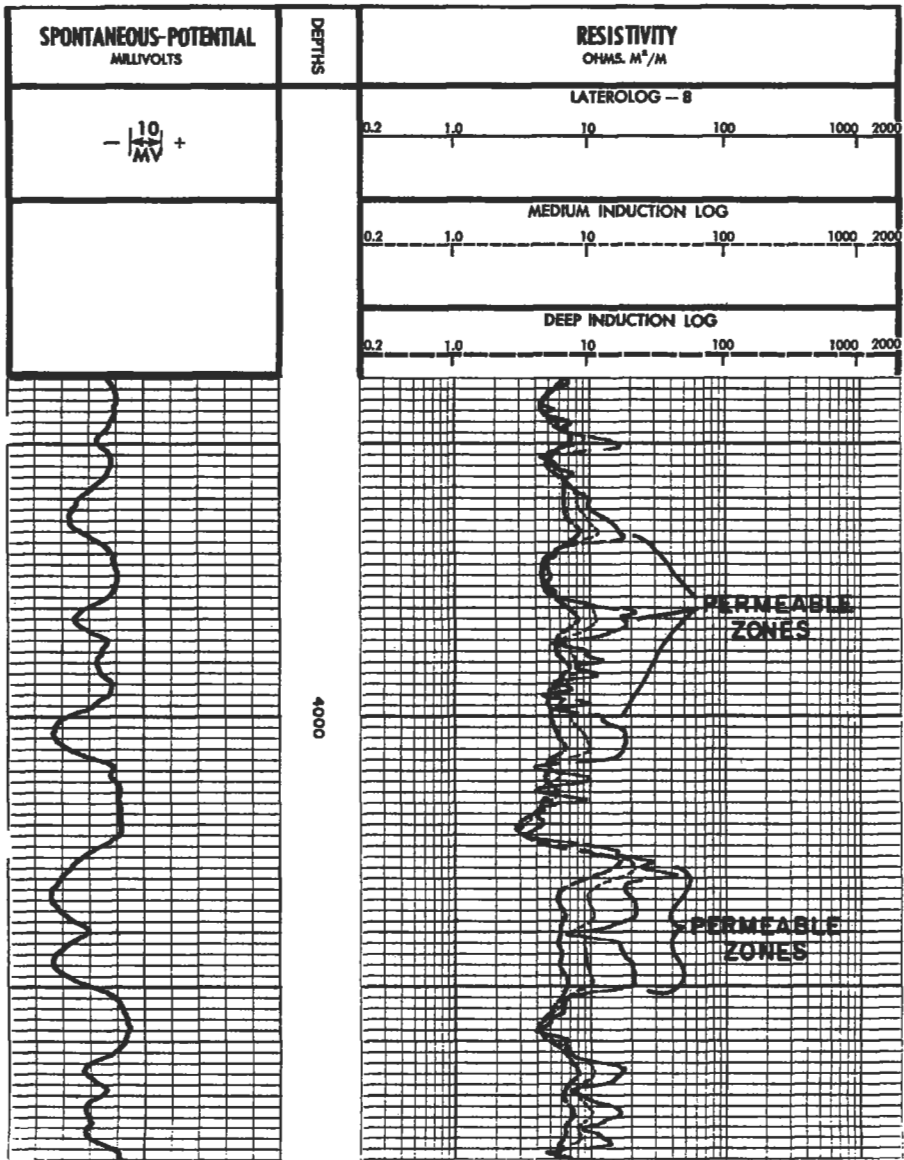 SPONTANEOUS-POTENTIAL
MILLIVOLTS
DEPTHS
RESISTIVITY
OHMS. M²/M
- 10 +
MV
LATEROLOG - 8
0.2 1.0 10 100 1000 2000
MEDIUM INDUCTION LOG
0.2 1.0 10 100 1000 2000
DEEP INDUCTION LOG
0.2 1.0 10 100 1000 2000
PERMEABLE
ZONES
4000
PERMEABLE
ZONES